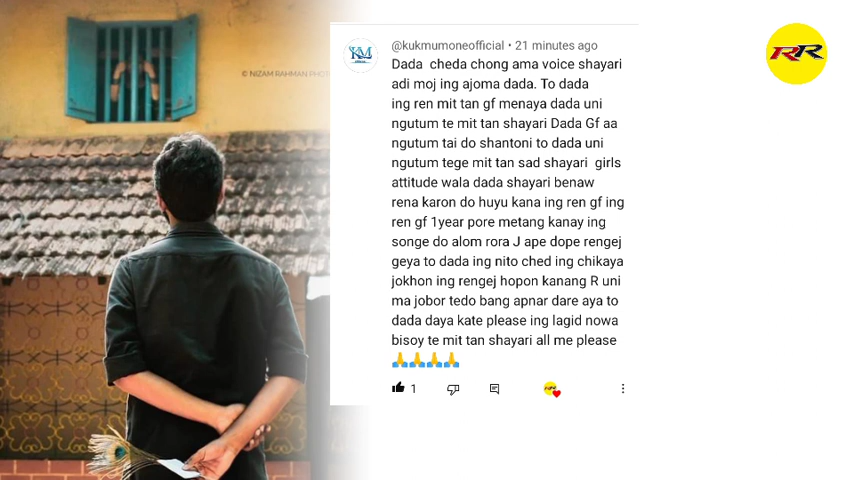 © NIZAM RAHMAN PHOT
KM
@kukmumoneofficial • 21 minutes ago
Dada  cheda chong ama voice shayari
adi moj ing ajoma dada. To dada
ing ren mit tan gf menaya dada uni
ngutum te mit tan shayari Dada Gf aa
ngutum tai do shantoni to dada uni
ngutum tege mit tan sad shayari  girls
attitude wala dada shayari benaw
rena karon do huyu kana ing ren gf ing
ren gf 1year pore metang kanay ing
songe do alom rora J ape dope rengej
geya to dada ing nito ched ing chikaya
jokhon ing rengej hopon kanang R uni
ma jobor tedo bang apnar dare aya to
dada daya kate please ing lagid nowa
bisoy te mit tan shayari all me please
🙏🙏🙏🙏
1
RR